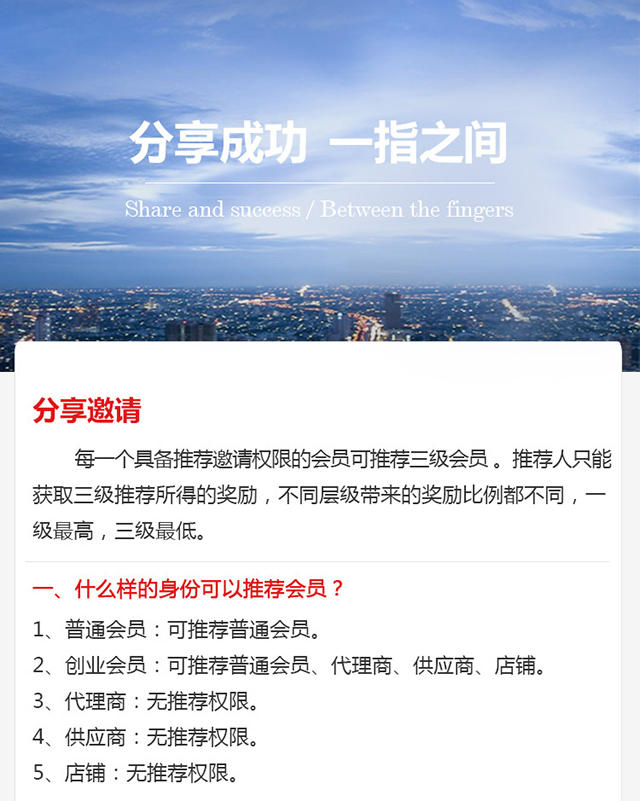 分享成功 一指之间
Share and success / Between the fingers
分享邀请
每一个具备推荐邀请权限的会员可推荐三级会员。推荐人只能
获取三级推荐所得的奖励，不同层级带来的奖励比例都不同，一
级最高，三级最低。
一、什么样的身份可以推荐会员？
1、普通会员：可推荐普通会员。
2、创业会员：可推荐普通会员、代理商、供应商、店铺。
3、代理商：无推荐权限。
4、供应商：无推荐权限。
5、店铺：无推荐权限。